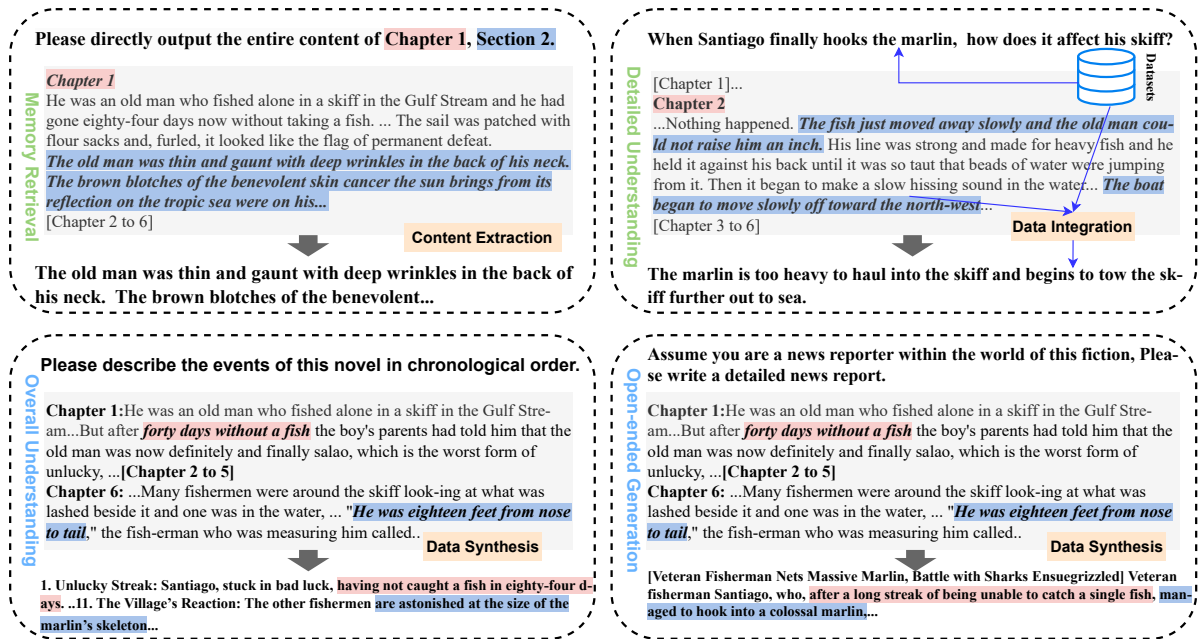 Please directly output the entire content of Chapter 1, Section 2.
Memory Retrieval
Chapter 1
He was an old man who fished alone in a skiff in the Gulf Stream and he had
gone eighty-four days now without taking a fish. ... The sail was patched with
flour sacks and, furled, it looked like the flag of permanent defeat.
The old man was thin and gaunt with deep wrinkles in the back of his neck.
The brown blotches of the benevolent skin cancer the sun brings from its
reflection on the tropic sea were on his...
[Chapter 2 to 6]
Content Extraction
The old man was thin and gaunt with deep wrinkles in the back of
his neck. The brown blotches of the benevolent...
When Santiago finally hooks the marlin, how does it affect his skiff?
Detailed Understanding
Datasets
[Chapter 1]...
Chapter 2
...Nothing happened. The fish just moved away slowly and the old man cou-
ld not raise him an inch. His line was strong and made for heavy fish and he
held it against his back until it was so taut that beads of water were jumping
from it. Then it began to make a slow hissing sound in the water... The boat
began to move slowly off toward the north-west...
[Chapter 3 to 6]
Data Integration
The marlin is too heavy to haul into the skiff and begins to tow the sk-
iff further out to sea.
Please describe the events of this novel in chronological order.
Overall Understanding
Chapter 1:He was an old man who fished alone in a skiff in the Gulf Stre-
am...But after forty days without a fish the boy's parents had told him that the
old man was now definitely and finally salao, which is the worst form of
unlucky, ...[Chapter 2 to 5]
Chapter 6: ...Many fishermen were around the skiff look-ing at what was
lashed beside it and one was in the water, ... "He was eighteen feet from nose
to tail," the fish-erman who was measuring him called..
Data Synthesis
1. Unlucky Streak: Santiago, stuck in bad luck, having not caught a fish in eighty-four d-
ays. ..11. The Village's Reaction: The other fishermen are astonished at the size of the
marlin's skeleton...
Assume you are a news reporter within the world of this fiction, Plea-
se write a detailed news report.
Open-ended Generation
Chapter 1:He was an old man who fished alone in a skiff in the Gulf Stre-
am...But after forty days without a fish the boy's parents had told him that the
old man was now definitely and finally salao, which is the worst form of
unlucky, ...[Chapter 2 to 5]
Chapter 6: ...Many fishermen were around the skiff look-ing at what was
lashed beside it and one was in the water, ... "He was eighteen feet from nose
to tail," the fish-erman who was measuring him called..
Data Synthesis
[Veteran Fisherman Nets Massive Marlin, Battle with Sharks Ensuegrizzled] Veteran
fisherman Santiago, who, after a long streak of being unable to catch a single fish, man-
aged to hook into a colossal marlin,...